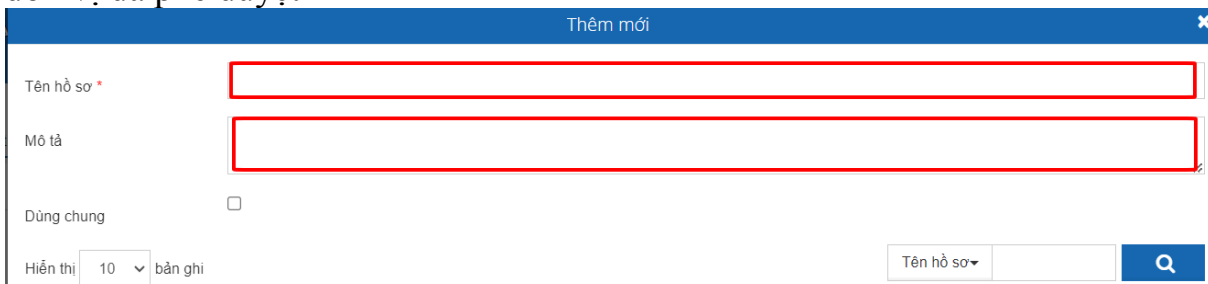 Thêm mới
Tên hồ sơ *
Mô tả
Dùng chung
Hiển thị 10 bản ghi
Tên hồ sơ